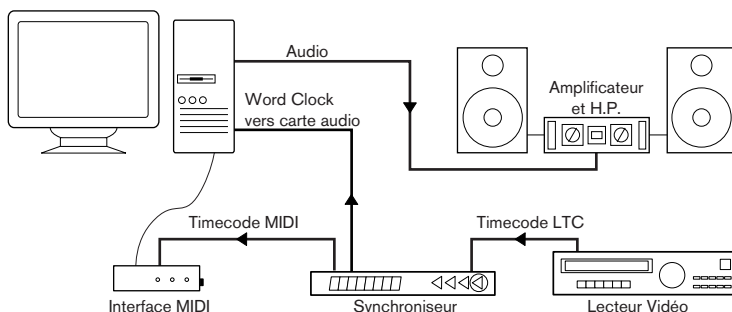 Audio
Word Clock
vers carte audio
Amplificateur
et H.P.
Timecode MIDI
Timecode LTC
Interface MIDI
Synchroniseur
Lecteur Vidéo